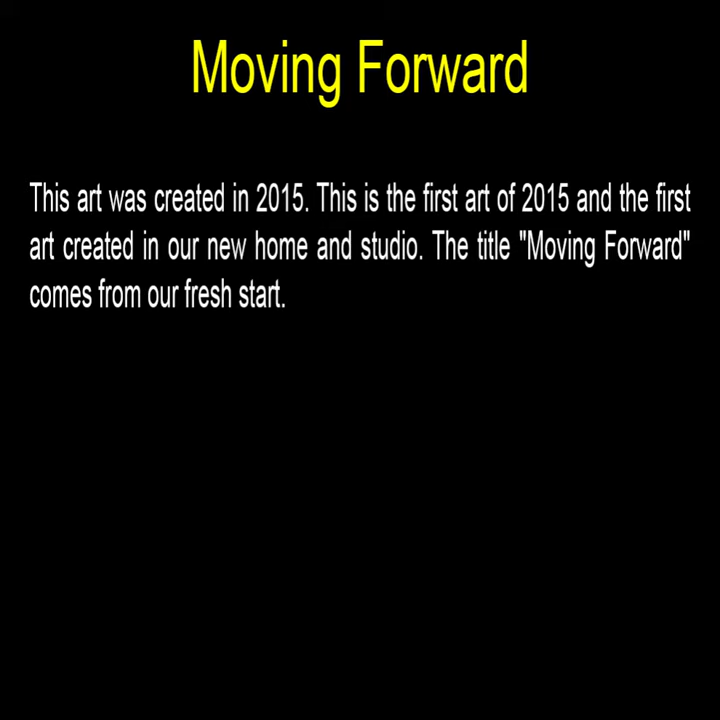 Moving Forward
This art was created in 2015. This is the first art of 2015 and the first
art created in our new home and studio. The title "Moving Forward"
comes from our fresh start.